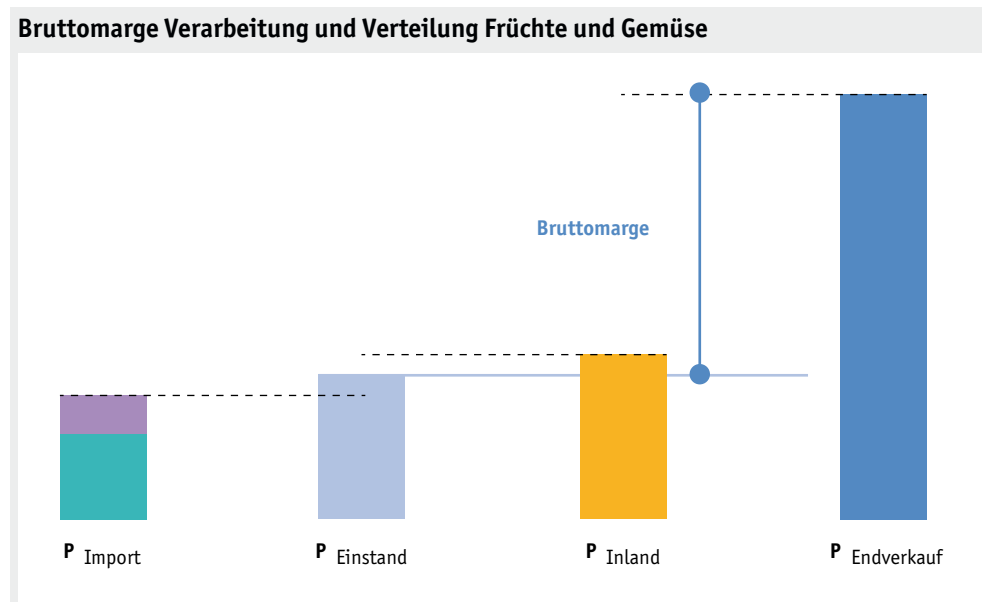 Bruttomarge Verarbeitung und Verteilung Früchte und Gemüse
Bruttomarge
P Import
P Einstand
P Inland
P Endverkauf